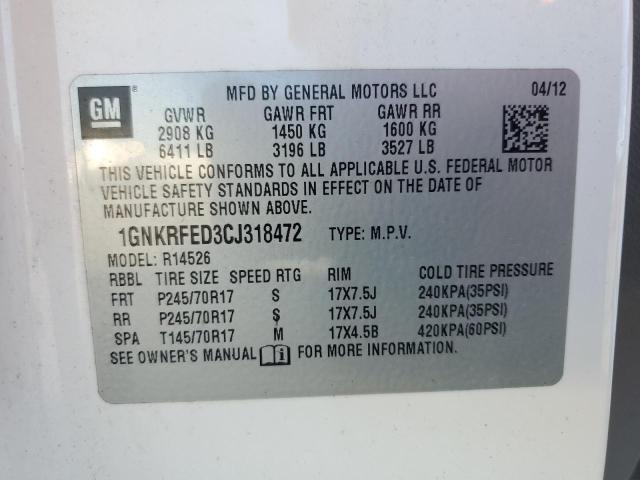 GM ®
MFD BY GENERAL MOTORS LLC 04/12
GVWR GAWR FRT GAWR RR
2908 KG 1450 KG 1600 KG
6411 LB 3196 LB 3527 LB
THIS VEHICLE CONFORMS TO ALL APPLICABLE U.S. FEDERAL MOTOR
VEHICLE SAFETY STANDARDS IN EFFECT ON THE DATE OF
MANUFACTURE SHOWN ABOVE.
1GNKRFED3CJ318472 TYPE: M.P.V.
MODEL: R14526
RBBL TIRE SIZE SPEED RTG RIM COLD TIRE PRESSURE
FRT P245/70R17 S 17X7.5J 240KPA(35PSI)
RR P245/70R17 S 17X7.5J 240KPA(35PSI)
SPA T145/70R17 M 17X4.5B 420KPA(60PSI)
SEE OWNER'S MANUAL i FOR MORE INFORMATION.